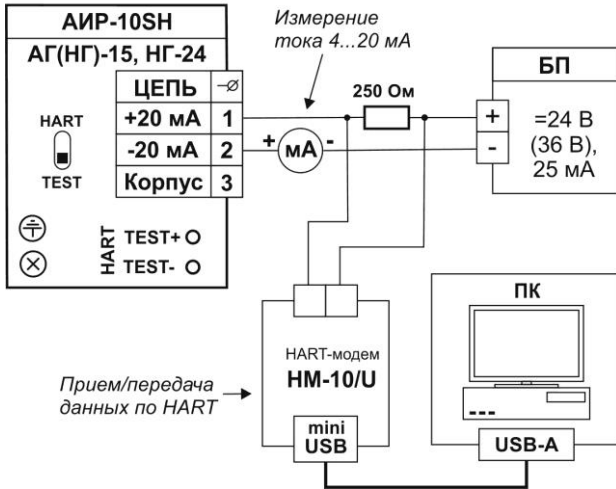 АИР-10SH
АГ(НГ)-15, НГ-24
ЦЕПЬ
+20 мА 1
-20 мА 2
Корпус 3
HART
TEST
HART
TEST+
TEST-
Измерение
тока 4...20 мА
250 Ом
+ мА -
БП
+
-
=24 В
(36 В),
25 мА
HART-модем
HM-10/U
mini
USB
Прием/передача
данных по HART
ПК
USB-A